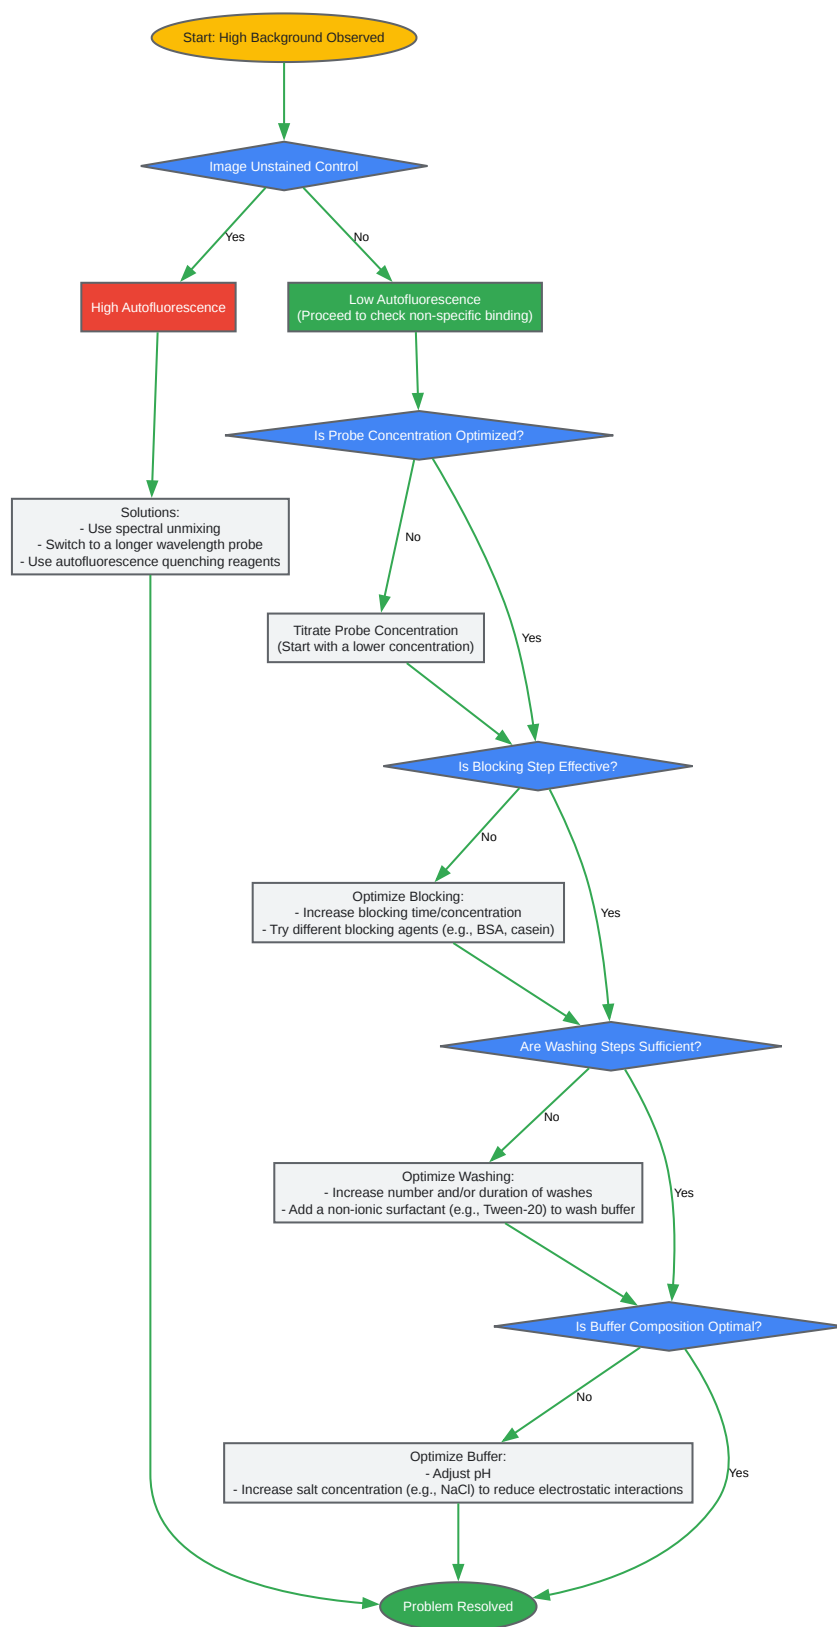 Start: High Background Observed
Image Unstained Control
Yes
No
High Autofluorescence
Low Autofluorescence
(Proceed to check non-specific binding)
Is Probe Concentration Optimized?
Solutions:
- Use spectral unmixing
- Switch to a longer wavelength probe
- Use autofluorescence quenching reagents
No
Titrate Probe Concentration
(Start with a lower concentration)
Yes
Is Blocking Step Effective?
No
Optimize Blocking:
- Increase blocking time/concentration
- Try different blocking agents (e.g., BSA, casein)
Yes
Are Washing Steps Sufficient?
No
Optimize Washing:
- Increase number and/or duration of washes
- Add a non-ionic surfactant (e.g., Tween-20) to wash buffer
Yes
Is Buffer Composition Optimal?
No
Optimize Buffer:
- Adjust pH
- Increase salt concentration (e.g., NaCl) to reduce electrostatic interactions
Yes
Problem Resolved